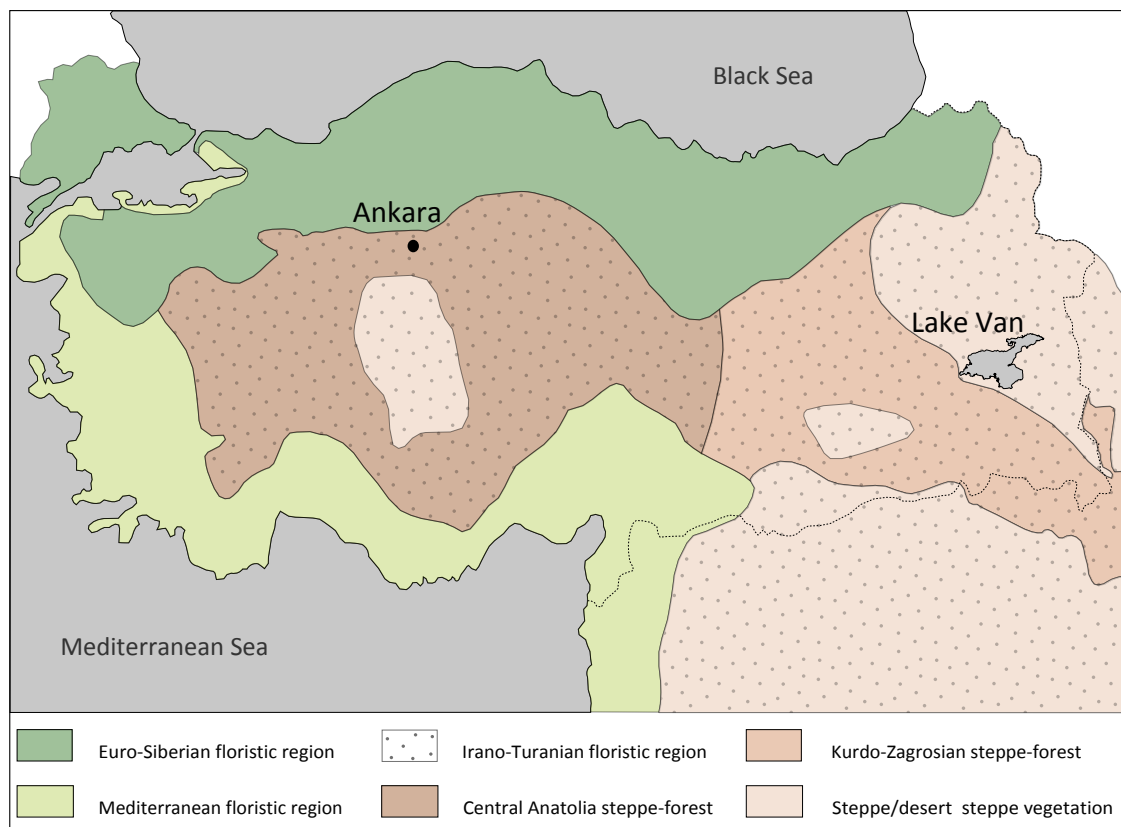 Black Sea
Ankara
Lake Van
Mediterranean Sea
Euro-Siberian floristic region
Irano-Turanian floristic region
Kurdo-Zagrosian steppe-forest
Mediterranean floristic region
Central Anatolia steppe-forest
Steppe/desert steppe vegetation